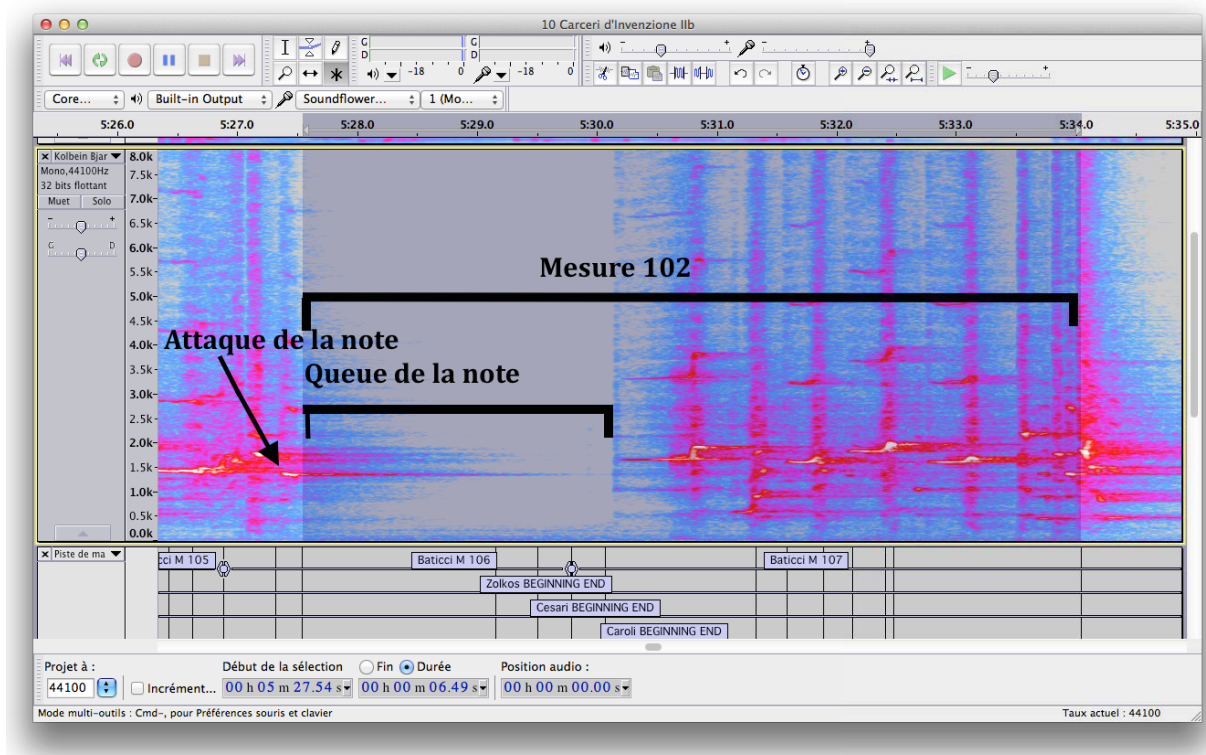 10 Carceri d'Invenzione IIb
G G
D D
-18 0 -18 0
Core... Built-in Output Soundflower... 1 (Mo...
5:26.0 5:27.0 5:28.0 5:29.0 5:30.0 5:31.0 5:32.0 5:33.0 5:34.0 5:35.0
Kolbein Bjar
Mono,44100Hz
32 bits flottant
Muet Solo
- +
G D
8.0k
7.5k
7.0k
6.5k
6.0k
5.5k
5.0k
4.5k
4.0k
3.5k
3.0k
2.5k
2.0k
1.5k
1.0k
0.5k
0.0k
Mesure 102
Attaque de la note
Queue de la note
Piste de ma
cci M 105 Baticci M 106 Baticci M 107
Zolkos BEGINNING END
Cesari BEGINNING END
Caroli BEGINNING END
Projet à : Début de la sélection Fin Durée Position audio :
44100 Incrément... 00 h 05 m 27.54 s 00 h 00 m 06.49 s 00 h 00 m 00.00 s
Mode multi-outils : Cmd-, pour Préférences souris et clavier Taux actuel : 44100